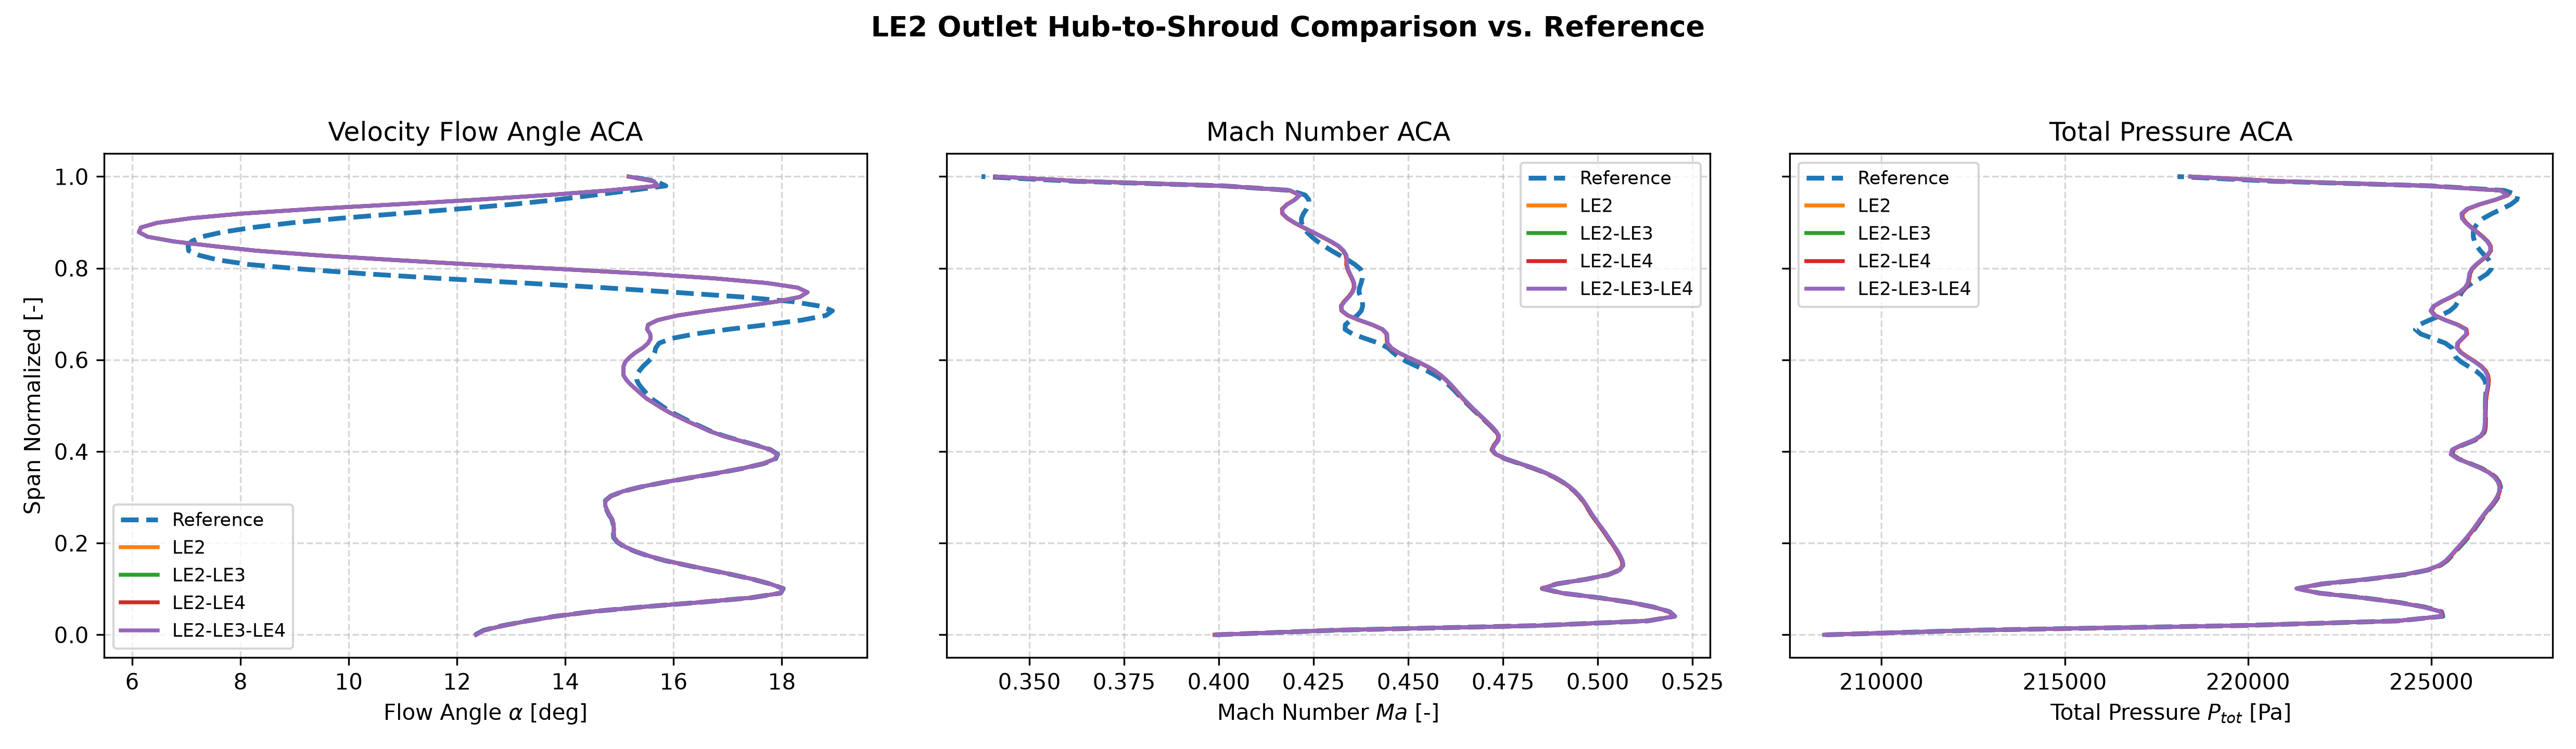 LE2 Outlet Hub-to-Shroud Comparison vs. Reference
Velocity Flow Angle ACA
Span Normalized [-]
1.0
0.8
0.6
0.4
0.2
0.0
Reference
LE2
LE2-LE3
LE2-LE4
LE2-LE3-LE4
6 8 10 12 14 16 18
Flow Angle α [deg]
Mach Number ACA
Reference
LE2
LE2-LE3
LE2-LE4
LE2-LE3-LE4
0.350 0.375 0.400 0.425 0.450 0.475 0.500 0.525
Mach Number Ma [-]
Total Pressure ACA
Reference
LE2
LE2-LE3
LE2-LE4
LE2-LE3-LE4
210000 215000 220000 225000
Total Pressure P_tot [Pa]